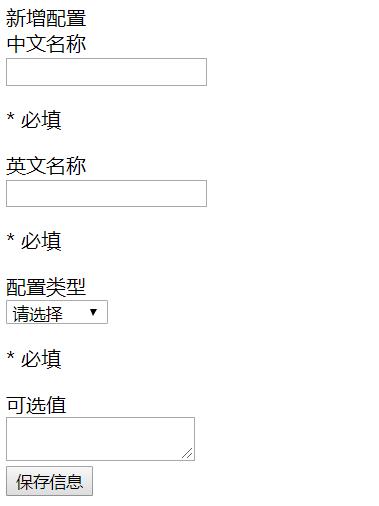 新增配置
中文名称
* 必填
英文名称
* 必填
配置类型
请选择
* 必填
可选值
保存信息